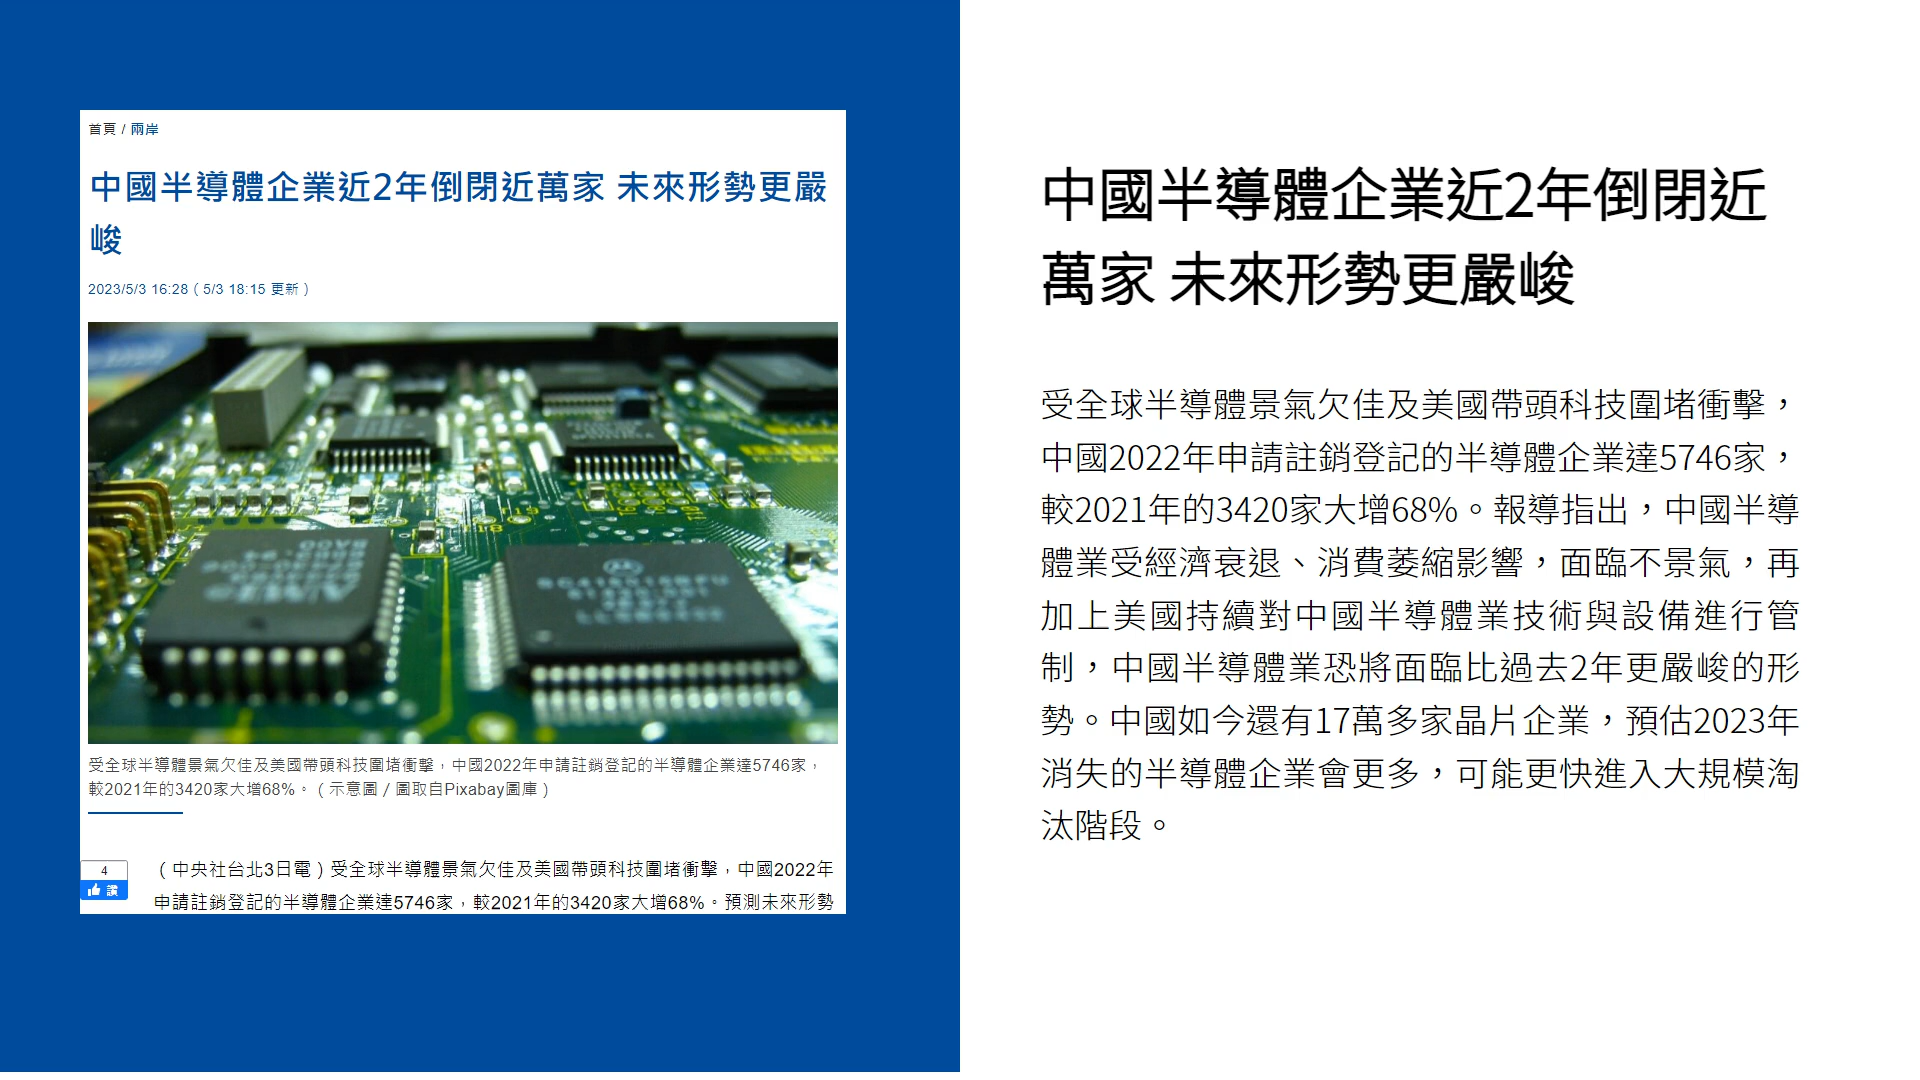 首頁 / 兩岸
中國半導體企業近2年倒閉近萬家 未來形勢更嚴
峻
2023/5/3 16:28（5/3 18:15 更新）
受全球半導體景氣欠佳及美國帶頭科技圍堵衝擊，中國2022年申請註銷登記的半導體企業達5746家，
較2021年的3420家大增68%。（示意圖／圖取自Pixabay圖庫）
4
讚
（中央社台北3日電）受全球半導體景氣欠佳及美國帶頭科技圍堵衝擊，中國2022年
申請註銷登記的半導體企業達5746家，較2021年的3420家大增68%。預測未來形勢
中國半導體企業近2年倒閉近
萬家 未來形勢更嚴峻
受全球半導體景氣欠佳及美國帶頭科技圍堵衝擊，
中國2022年申請註銷登記的半導體企業達5746家，
較2021年的3420家大增68%。報導指出，中國半導
體業受經濟衰退、消費萎縮影響，面臨不景氣，再
加上美國持續對中國半導體業技術與設備進行管
制，中國半導體業恐將面臨比過去2年更嚴峻的形
勢。中國如今還有17萬多家晶片企業，預估2023年
消失的半導體企業會更多，可能更快進入大規模淘
汰階段。